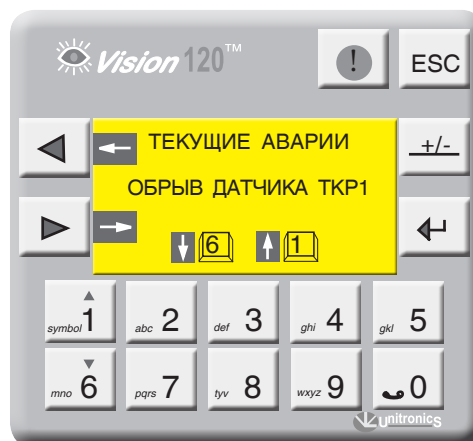 Vision 120™
! ESC
ТЕКУЩИЕ АВАРИИ
+/-
ОБРЫВ ДАТЧИКА ТКР1
6 1
symbol 1 abc 2 def 3 ghi 4 gkl 5
mno 6 pqrs 7 tyv 8 wxyz 9 0
unitronics